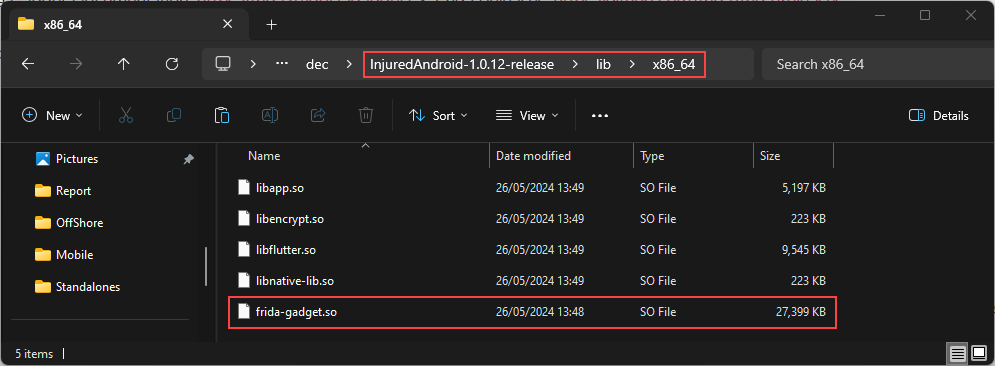 x86_64
dec InjuredAndroid-1.0.12-release lib x86_64 Search x86_64
New Sort View Details
Name Date modified Type Size
Pictures
Report
OffShore
Mobile
Standalones
libapp.so 26/05/2024 13:49 SO File 5,197 KB
libencrypt.so 26/05/2024 13:49 SO File 223 KB
libflutter.so 26/05/2024 13:49 SO File 9,545 KB
libnative-lib.so 26/05/2024 13:49 SO File 223 KB
frida-gadget.so 26/05/2024 13:48 SO File 27,399 KB
5 items